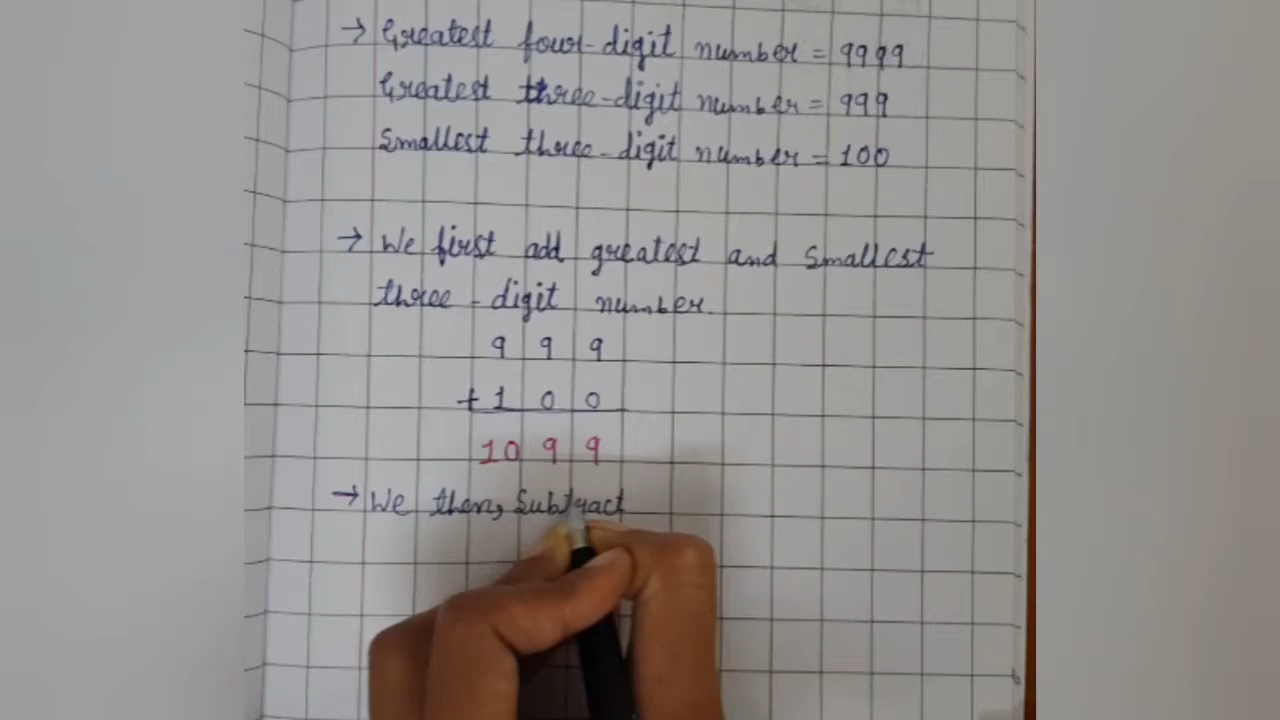 → Greatest four-digit number = 9999
Greatest three-digit number = 999
Smallest three-digit number = 100
→ We first add greatest and smallest
three-digit number.
9 9 9
+ 1 0 0
10 9 9
→ We then, Subtract